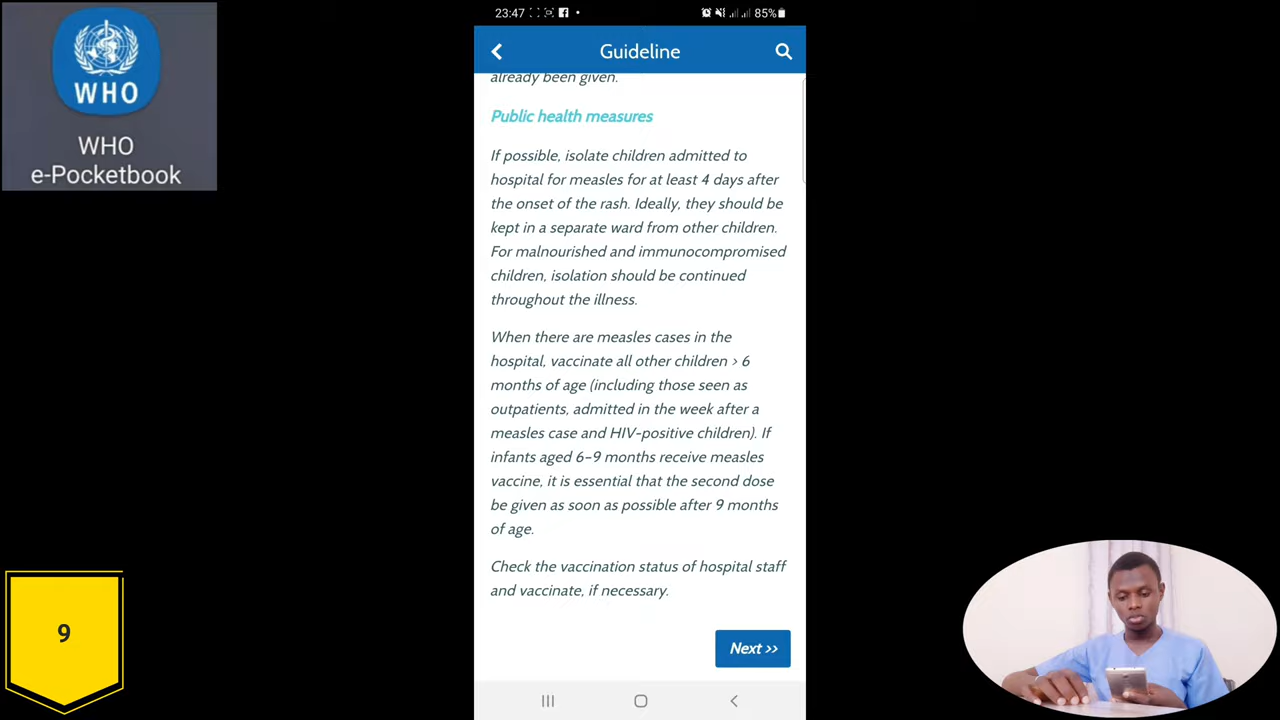 WHO
WHO
e-Pocketbook
23:47
85%
Guideline
already been given.
Public health measures
If possible, isolate children admitted to
hospital for measles for at least 4 days after
the onset of the rash. Ideally, they should be
kept in a separate ward from other children.
For malnourished and immunocompromised
children, isolation should be continued
throughout the illness.
When there are measles cases in the
hospital, vaccinate all other children > 6
months of age (including those seen as
outpatients, admitted in the week after a
measles case and HIV-positive children). If
infants aged 6–9 months receive measles
vaccine, it is essential that the second dose
be given as soon as possible after 9 months
of age.
Check the vaccination status of hospital staff
and vaccinate, if necessary.
Next >>
9